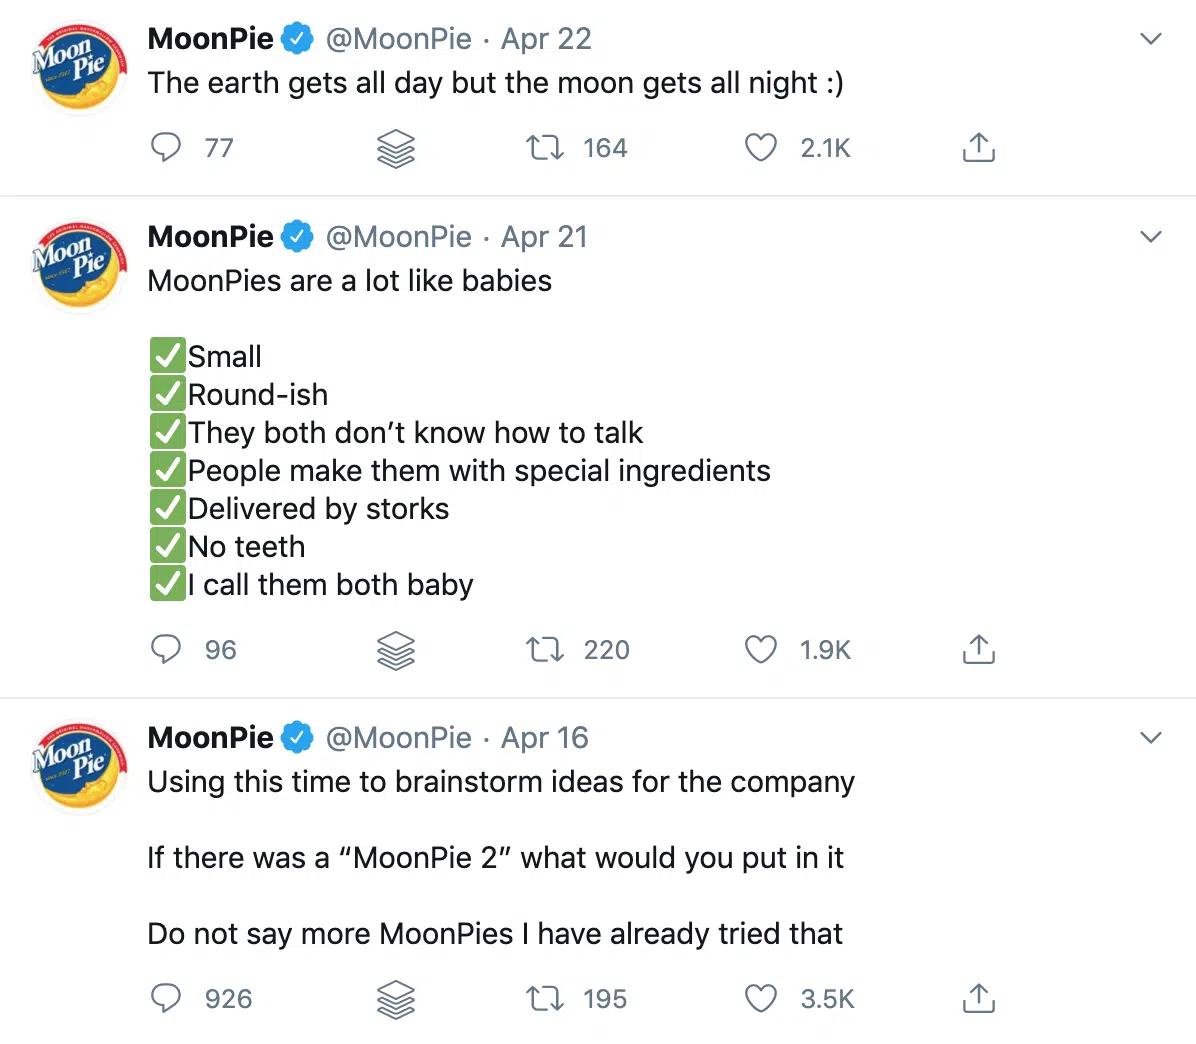 MoonPie @MoonPie · Apr 22
The earth gets all day but the moon gets all night :)
77 164 2.1K
MoonPie @MoonPie · Apr 21
MoonPies are a lot like babies
✅Small
✅Round-ish
✅They both don’t know how to talk
✅People make them with special ingredients
✅Delivered by storks
✅No teeth
✅I call them both baby
96 220 1.9K
MoonPie @MoonPie · Apr 16
Using this time to brainstorm ideas for the company
If there was a “MoonPie 2” what would you put in it
Do not say more MoonPies I have already tried that
926 195 3.5K
Moon
Pie
Moon
Pie
Moon
Pie